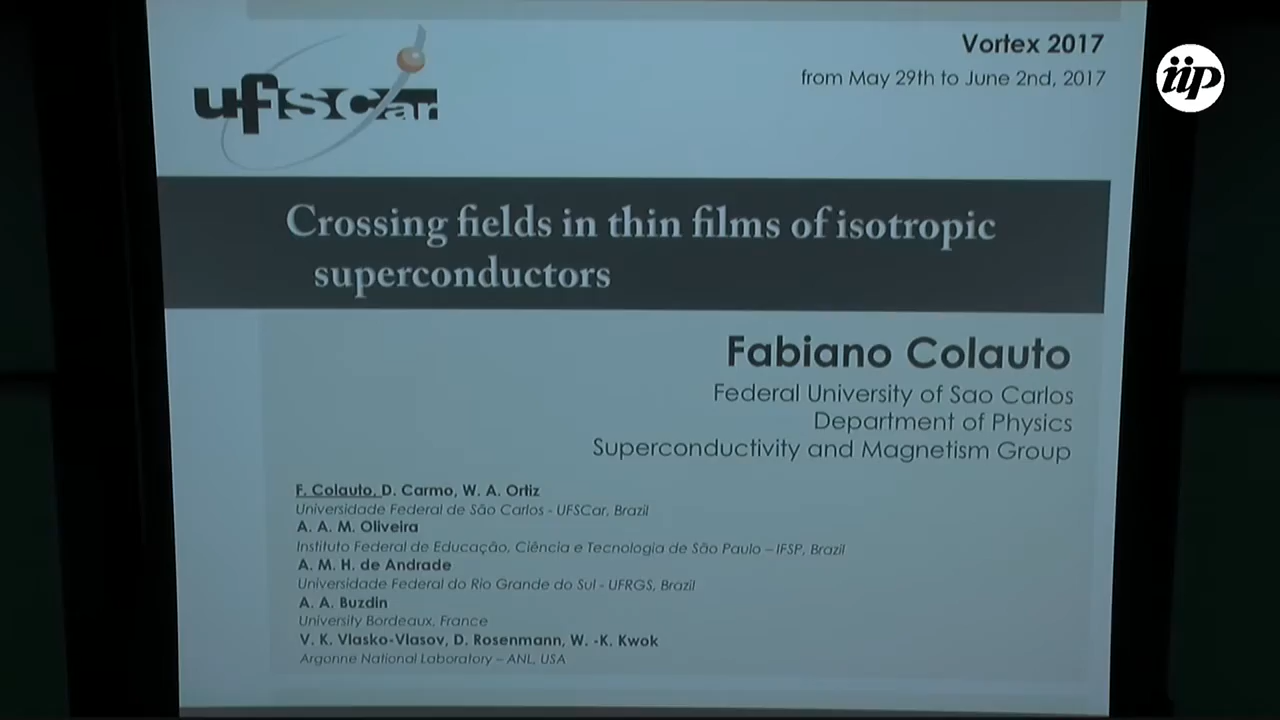 ufiscar
Vortex 2017
from May 29th to June 2nd, 2017
iip
Crossing fields in thin films of isotropic
superconductors
Fabiano Colauto
Federal University of Sao Carlos
Department of Physics
Superconductivity and Magnetism Group
F. Colauto, D. Carmo, W. A. Ortiz
Universidade Federal de São Carlos - UFSCar, Brazil
A. A. M. Oliveira
Instituto Federal de Educação, Ciência e Tecnologia de São Paulo – IFSP, Brazil
A. M. H. de Andrade
Universidade Federal do Rio Grande do Sul - UFRGS, Brazil
A. A. Buzdin
University Bordeaux, France
V. K. Vlasko-Vlasov, D. Rosenmann, W. -K. Kwok
Argonne National Laboratory – ANL, USA